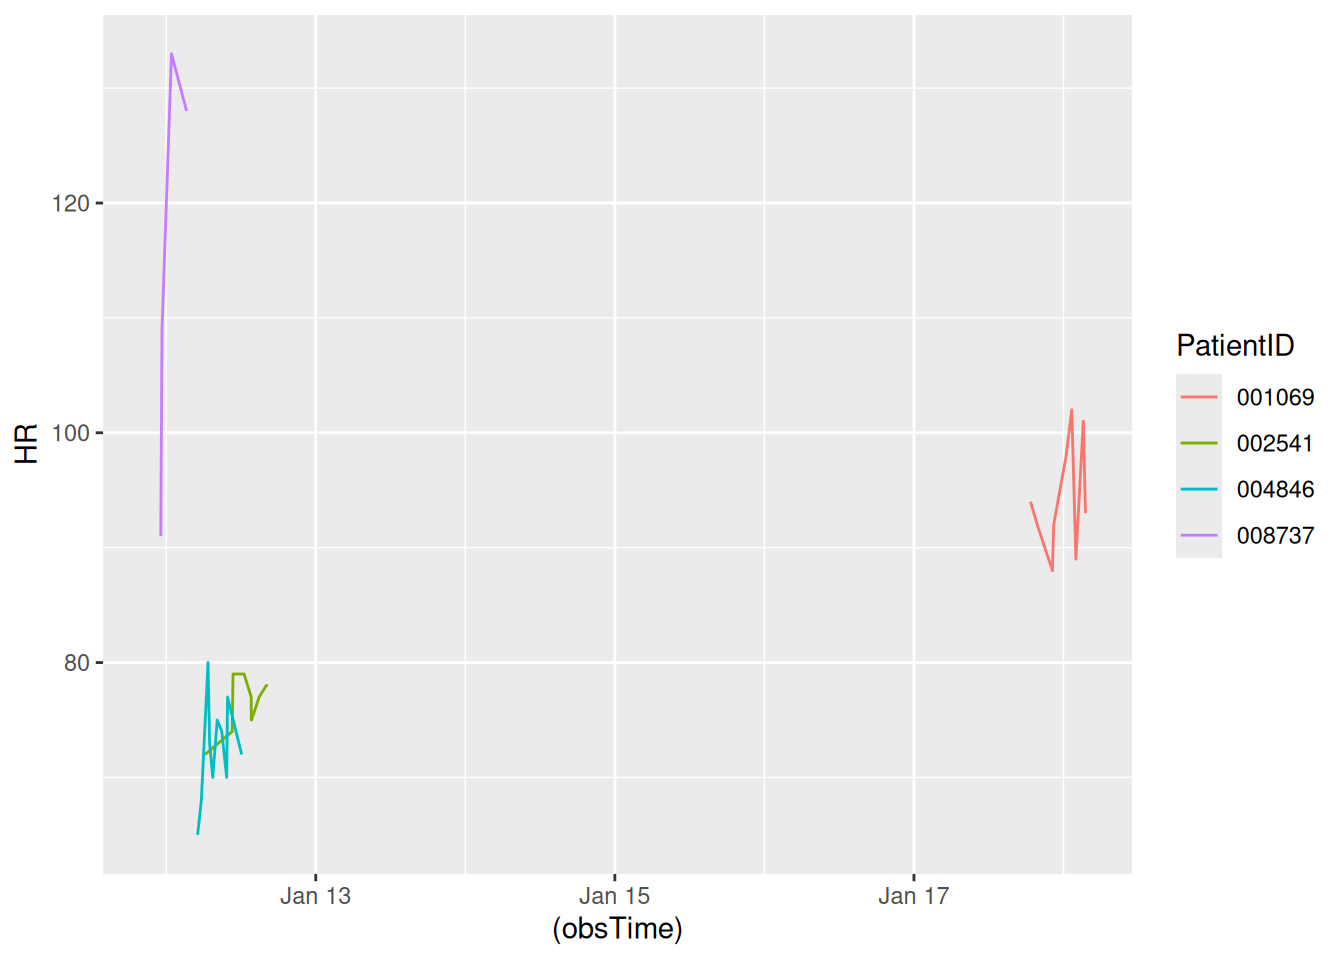 120
100
80
HR
Jan 13
Jan 15
Jan 17
(obsTime)
PatientID
001069
002541
004846
008737